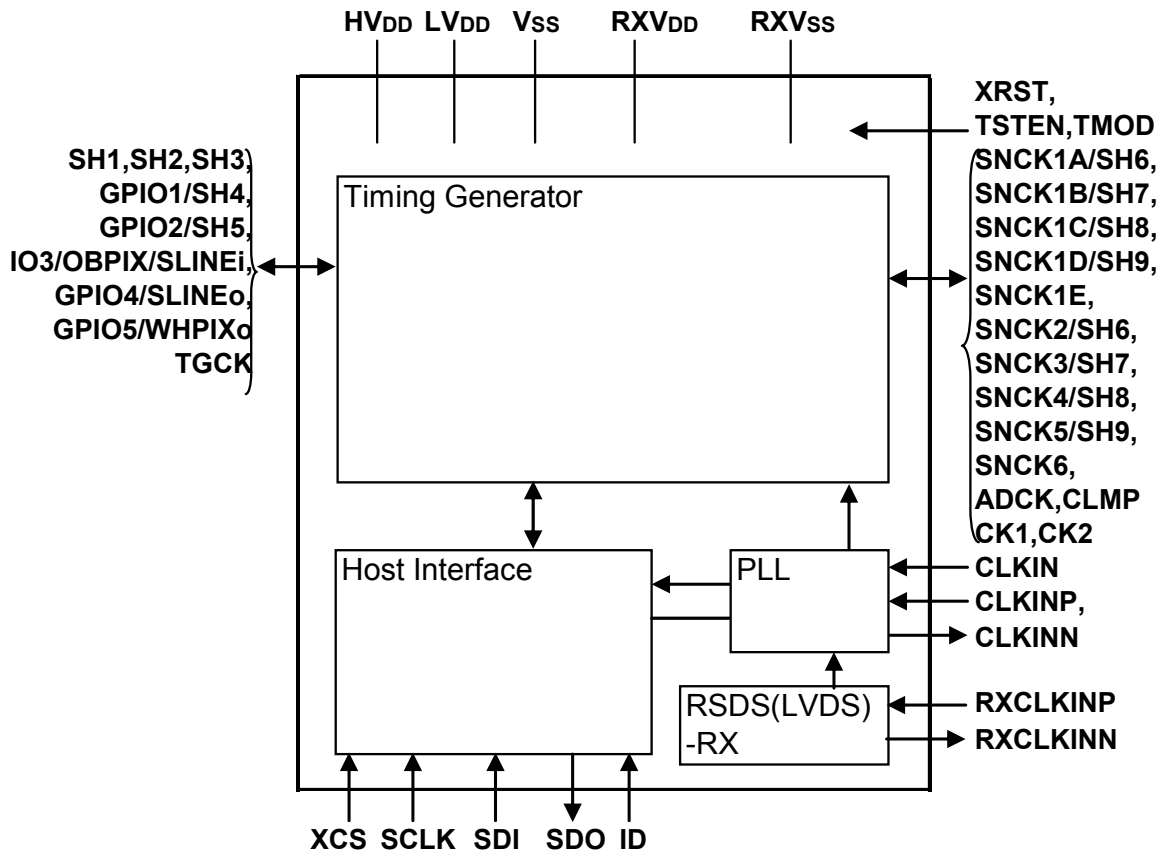 HVDD LVDD VSS RXVDD RXVSS
XRST,
TSTEN,TMOD
SH1,SH2,SH3,
GPIO1/SH4,
GPIO2/SH5,
IO3/OBPIX/SLINEi,
GPIO4/SLINEo,
GPIO5/WHPIXo
TGCK
Timing Generator
SNCK1A/SH6,
SNCK1B/SH7,
SNCK1C/SH8,
SNCK1D/SH9,
SNCK1E,
SNCK2/SH6,
SNCK3/SH7,
SNCK4/SH8,
SNCK5/SH9,
SNCK6,
ADCK,CLMP
CK1,CK2
Host Interface
PLL
CLKIN
CLKINP,
CLKINN
RSDS(LVDS)
-RX
RXCLKINP
RXCLKINN
XCS SCLK SDI SDO ID